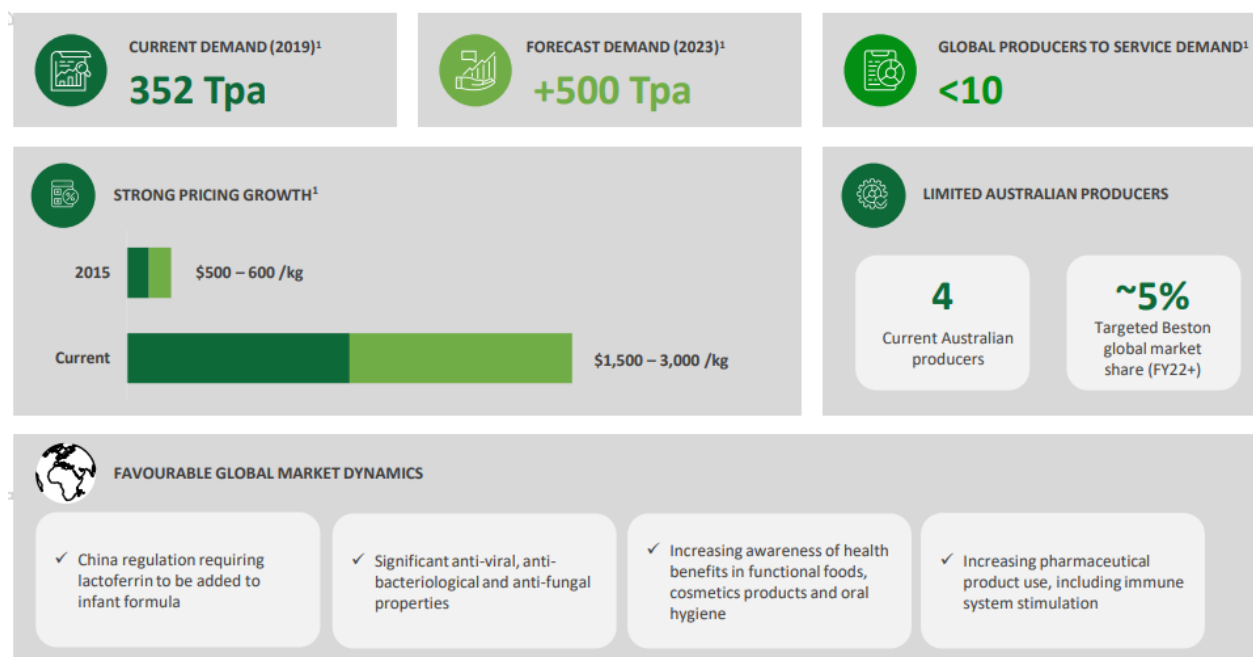 CURRENT DEMAND (2019)¹
352 Tpa
FORECAST DEMAND (2023)¹
+500 Tpa
GLOBAL PRODUCERS TO SERVICE DEMAND¹
<10
STRONG PRICING GROWTH¹
2015
$500 – 600 /kg
Current
$1,500 – 3,000 /kg
LIMITED AUSTRALIAN PRODUCERS
4
Current Australian
producers
~5%
Targeted Beston
global market
share (FY22+)
FAVOURABLE GLOBAL MARKET DYNAMICS
✓ China regulation requiring
lactoferrin to be added to
infant formula
✓ Significant anti-viral, anti-
bacteriological and anti-fungal
properties
✓ Increasing awareness of health
benefits in functional foods,
cosmetics products and oral
hygiene
✓ Increasing pharmaceutical
product use, including immune
system stimulation